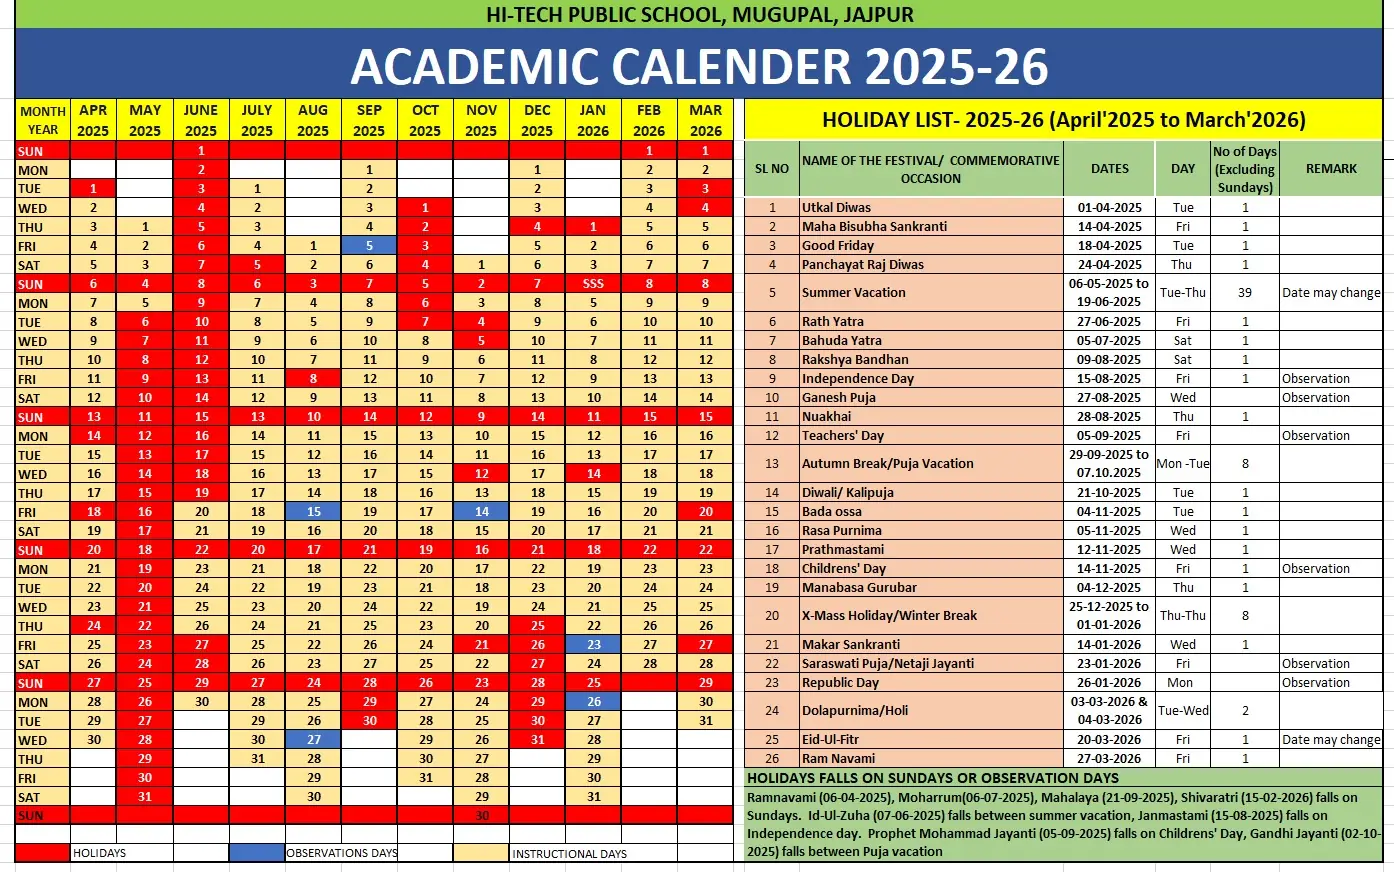 HI-TECH PUBLIC SCHOOL, MUGUPAL, JAJPUR
ACADEMIC CALENDER 2025-26
MONTH APR MAY JUNE JULY AUG SEP OCT NOV DEC JAN FEB MAR
YEAR 2025 2025 2025 2025 2025 2025 2025 2025 2025 2026 2026 2026
SUN 1 1 1
MON 2 1 1 2 2
TUE 1 3 1 2 2 3 3
WED 2 4 2 3 1 3 4 4
THU 3 1 5 3 4 2 4 1 5 5
FRI 4 2 6 4 1 5 3 5 2 6 6
SAT 5 3 7 5 2 6 4 1 6 3 7 7
SUN 6 4 8 6 3 7 5 2 7 SSS 8 8
MON 7 5 9 7 4 8 6 3 8 5 9 9
TUE 8 6 10 8 5 9 7 4 9 6 10 10
WED 9 7 11 9 6 10 8 5 10 7 11 11
THU 10 8 12 10 7 11 9 6 11 8 12 12
FRI 11 9 13 11 8 12 10 7 12 9 13 13
SAT 12 10 14 12 9 13 11 8 13 10 14 14
SUN 13 11 15 13 10 14 12 9 14 11 15 15
MON 14 12 16 14 11 15 13 10 15 12 16 16
TUE 15 13 17 15 12 16 14 11 16 13 17 17
WED 16 14 18 16 13 17 15 12 17 14 18 18
THU 17 15 19 17 14 18 16 13 18 15 19 19
FRI 18 16 20 18 15 19 17 14 19 16 20 20
SAT 19 17 21 19 16 20 18 15 20 17 21 21
SUN 20 18 22 20 17 21 19 16 21 18 22 22
MON 21 19 23 21 18 22 20 17 22 19 23 23
TUE 22 20 24 22 19 23 21 18 23 20 24 24
WED 23 21 25 23 20 24 22 19 24 21 25 25
THU 24 22 26 24 21 25 23 20 25 22 26 26
FRI 25 23 27 25 22 26 24 21 26 23 27 27
SAT 26 24 28 26 23 27 25 22 27 24 28 28
SUN 27 25 29 27 24 28 26 23 28 25 29
MON 28 26 30 28 25 29 27 24 29 26 30
TUE 29 27 29 26 30 28 25 30 27 31
WED 30 28 30 27 29 26 31 28
THU 29 31 28 30 27 29
FRI 30 29 31 28 30
SAT 31 30 29 31
SUN 30
HOLIDAYS OBSERVATIONS DAYS INSTRUCTIONAL DAYS
HOLIDAY LIST- 2025-26 (April'2025 to March'2026)
SL NO NAME OF THE FESTIVAL/ COMMEMORATIVE OCCASION DATES DAY No of Days (Excluding Sundays) REMARK
1 Utkal Diwas 01-04-2025 Tue 1
2 Maha Bisubha Sankranti 14-04-2025 Fri 1
3 Good Friday 18-04-2025 Tue 1
4 Panchayat Raj Diwas 24-04-2025 Thu 1
5 Summer Vacation 06-05-2025 to 19-06-2025 Tue-Thu 39 Date may change
6 Rath Yatra 27-06-2025 Fri 1
7 Bahuda Yatra 05-07-2025 Sat 1
8 Rakshya Bandhan 09-08-2025 Sat 1
9 Independence Day 15-08-2025 Fri 1 Observation
10 Ganesh Puja 27-08-2025 Wed Observation
11 Nuakhai 28-08-2025 Thu 1
12 Teachers' Day 05-09-2025 Fri Observation
13 Autumn Break/Puja Vacation 29-09-2025 to 07.10.2025 Mon -Tue 8
14 Diwali/ Kalipuja 21-10-2025 Tue 1
15 Bada ossa 04-11-2025 Tue 1
16 Rasa Purnima 05-11-2025 Wed 1
17 Prathmastami 12-11-2025 Wed 1
18 Childrens' Day 14-11-2025 Fri 1 Observation
19 Manabasa Gurubar 04-12-2025 Thu 1
20 X-Mass Holiday/Winter Break 25-12-2025 to 01-01-2026 Thu-Thu 8
21 Makar Sankranti 14-01-2026 Wed 1
22 Saraswati Puja/Netaji Jayanti 23-01-2026 Fri Observation
23 Republic Day 26-01-2026 Mon Observation
24 Dolapurnima/Holi 03-03-2026 & 04-03-2026 Tue-Wed 2
25 Eid-Ul-Fitr 20-03-2026 Fri 1 Date may change
26 Ram Navami 27-03-2026 Fri 1
HOLIDAYS FALLS ON SUNDAYS OR OBSERVATION DAYS
Ramnavami (06-04-2025), Moharrum(06-07-2025), Mahalaya (21-09-2025), Shivaratri (15-02-2026) falls on
Sundays. Id-Ul-Zuha (07-06-2025) falls between summer vacation, Janmastami (15-08-2025) falls on
Independence day. Prophet Mohammad Jayanti (05-09-2025) falls on Childrens' Day, Gandhi Jayanti (02-10-
2025) falls between Puja vacation